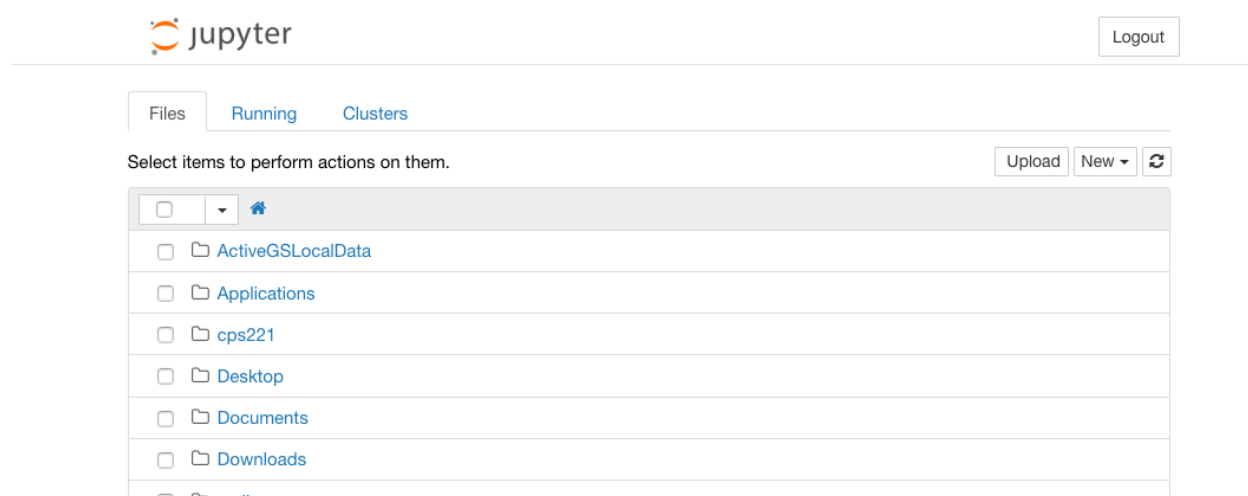 jupyter
Logout
Files Running Clusters
Select items to perform actions on them.
Upload New
ActiveGSLocalData
Applications
cps221
Desktop
Documents
Downloads